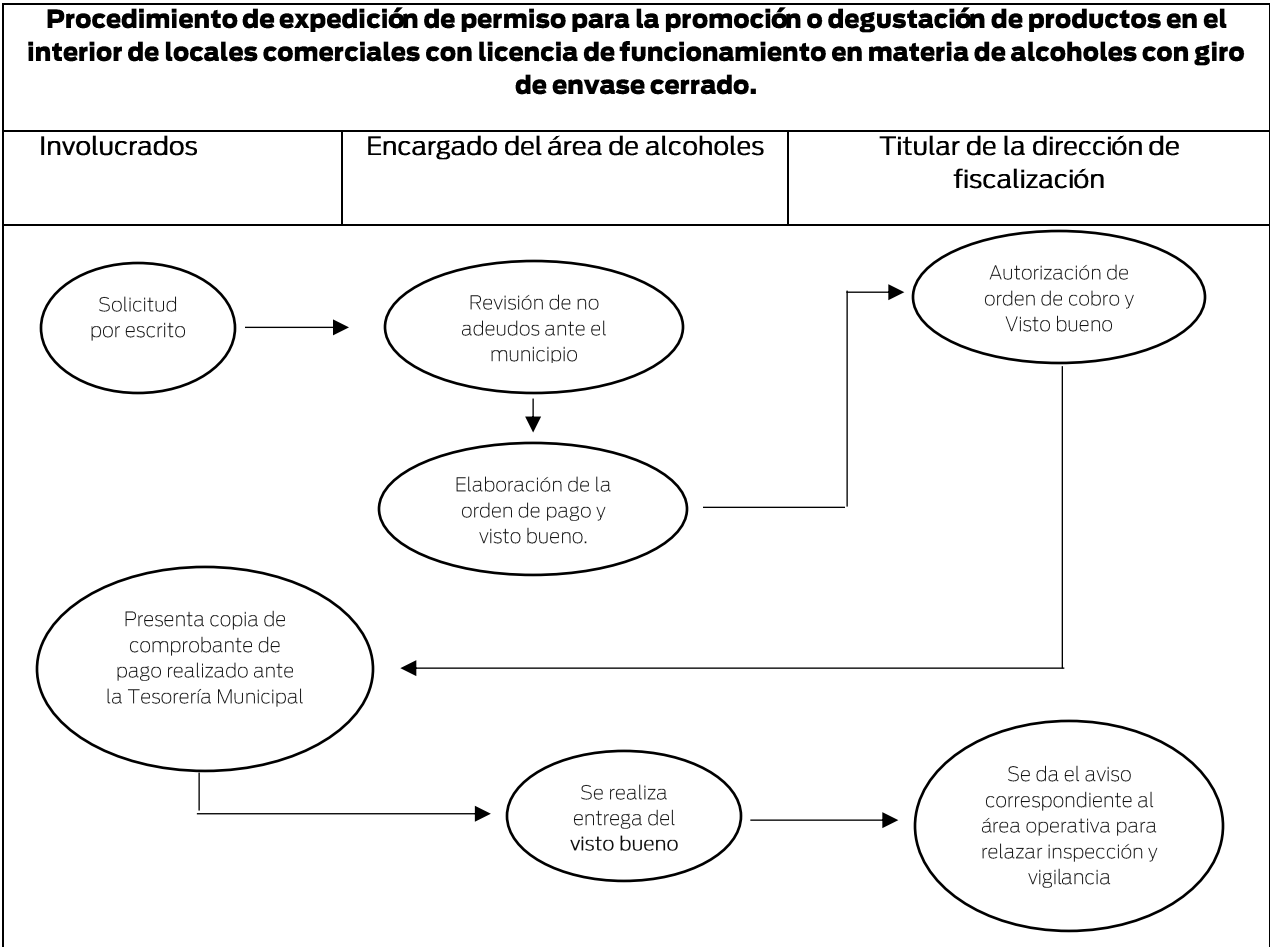 Procedimiento de expedición de permiso para la promoción o degustación de productos en el
interior de locales comerciales con licencia de funcionamiento en materia de alcoholes con giro
de envase cerrado.
Involucrados
Encargado del área de alcoholes
Titular de la dirección de
fiscalización
Solicitud
por escrito
Revisión de no
adeudos ante el
municipio
Autorización de
orden de cobro y
Visto bueno
Elaboración de la
orden de pago y
visto bueno.
Presenta copia de
comprobante de
pago realizado ante
la Tesorería Municipal
Se realiza
entrega del
visto bueno
Se da el aviso
correspondiente al
área operativa para
relazar inspección y
vigilancia